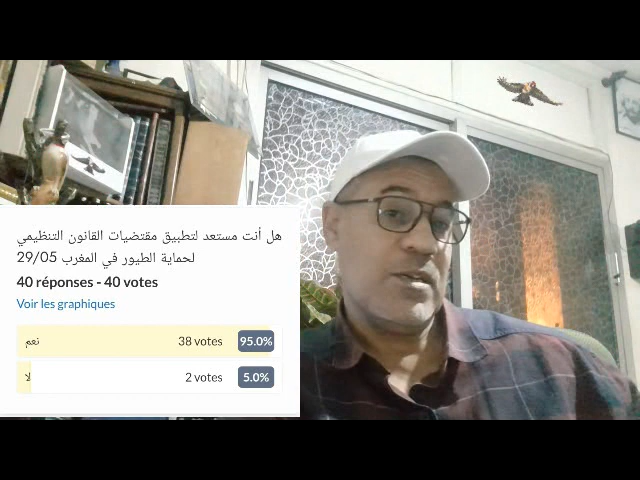 هل أنت مستعد لتطبيق مقتضيات القانون التنظيمي
لحماية الطيور في المغرب 29/05
40 réponses - 40 votes
Voir les graphiques
نعم 38 votes 95.0%
لا 2 votes 5.0%